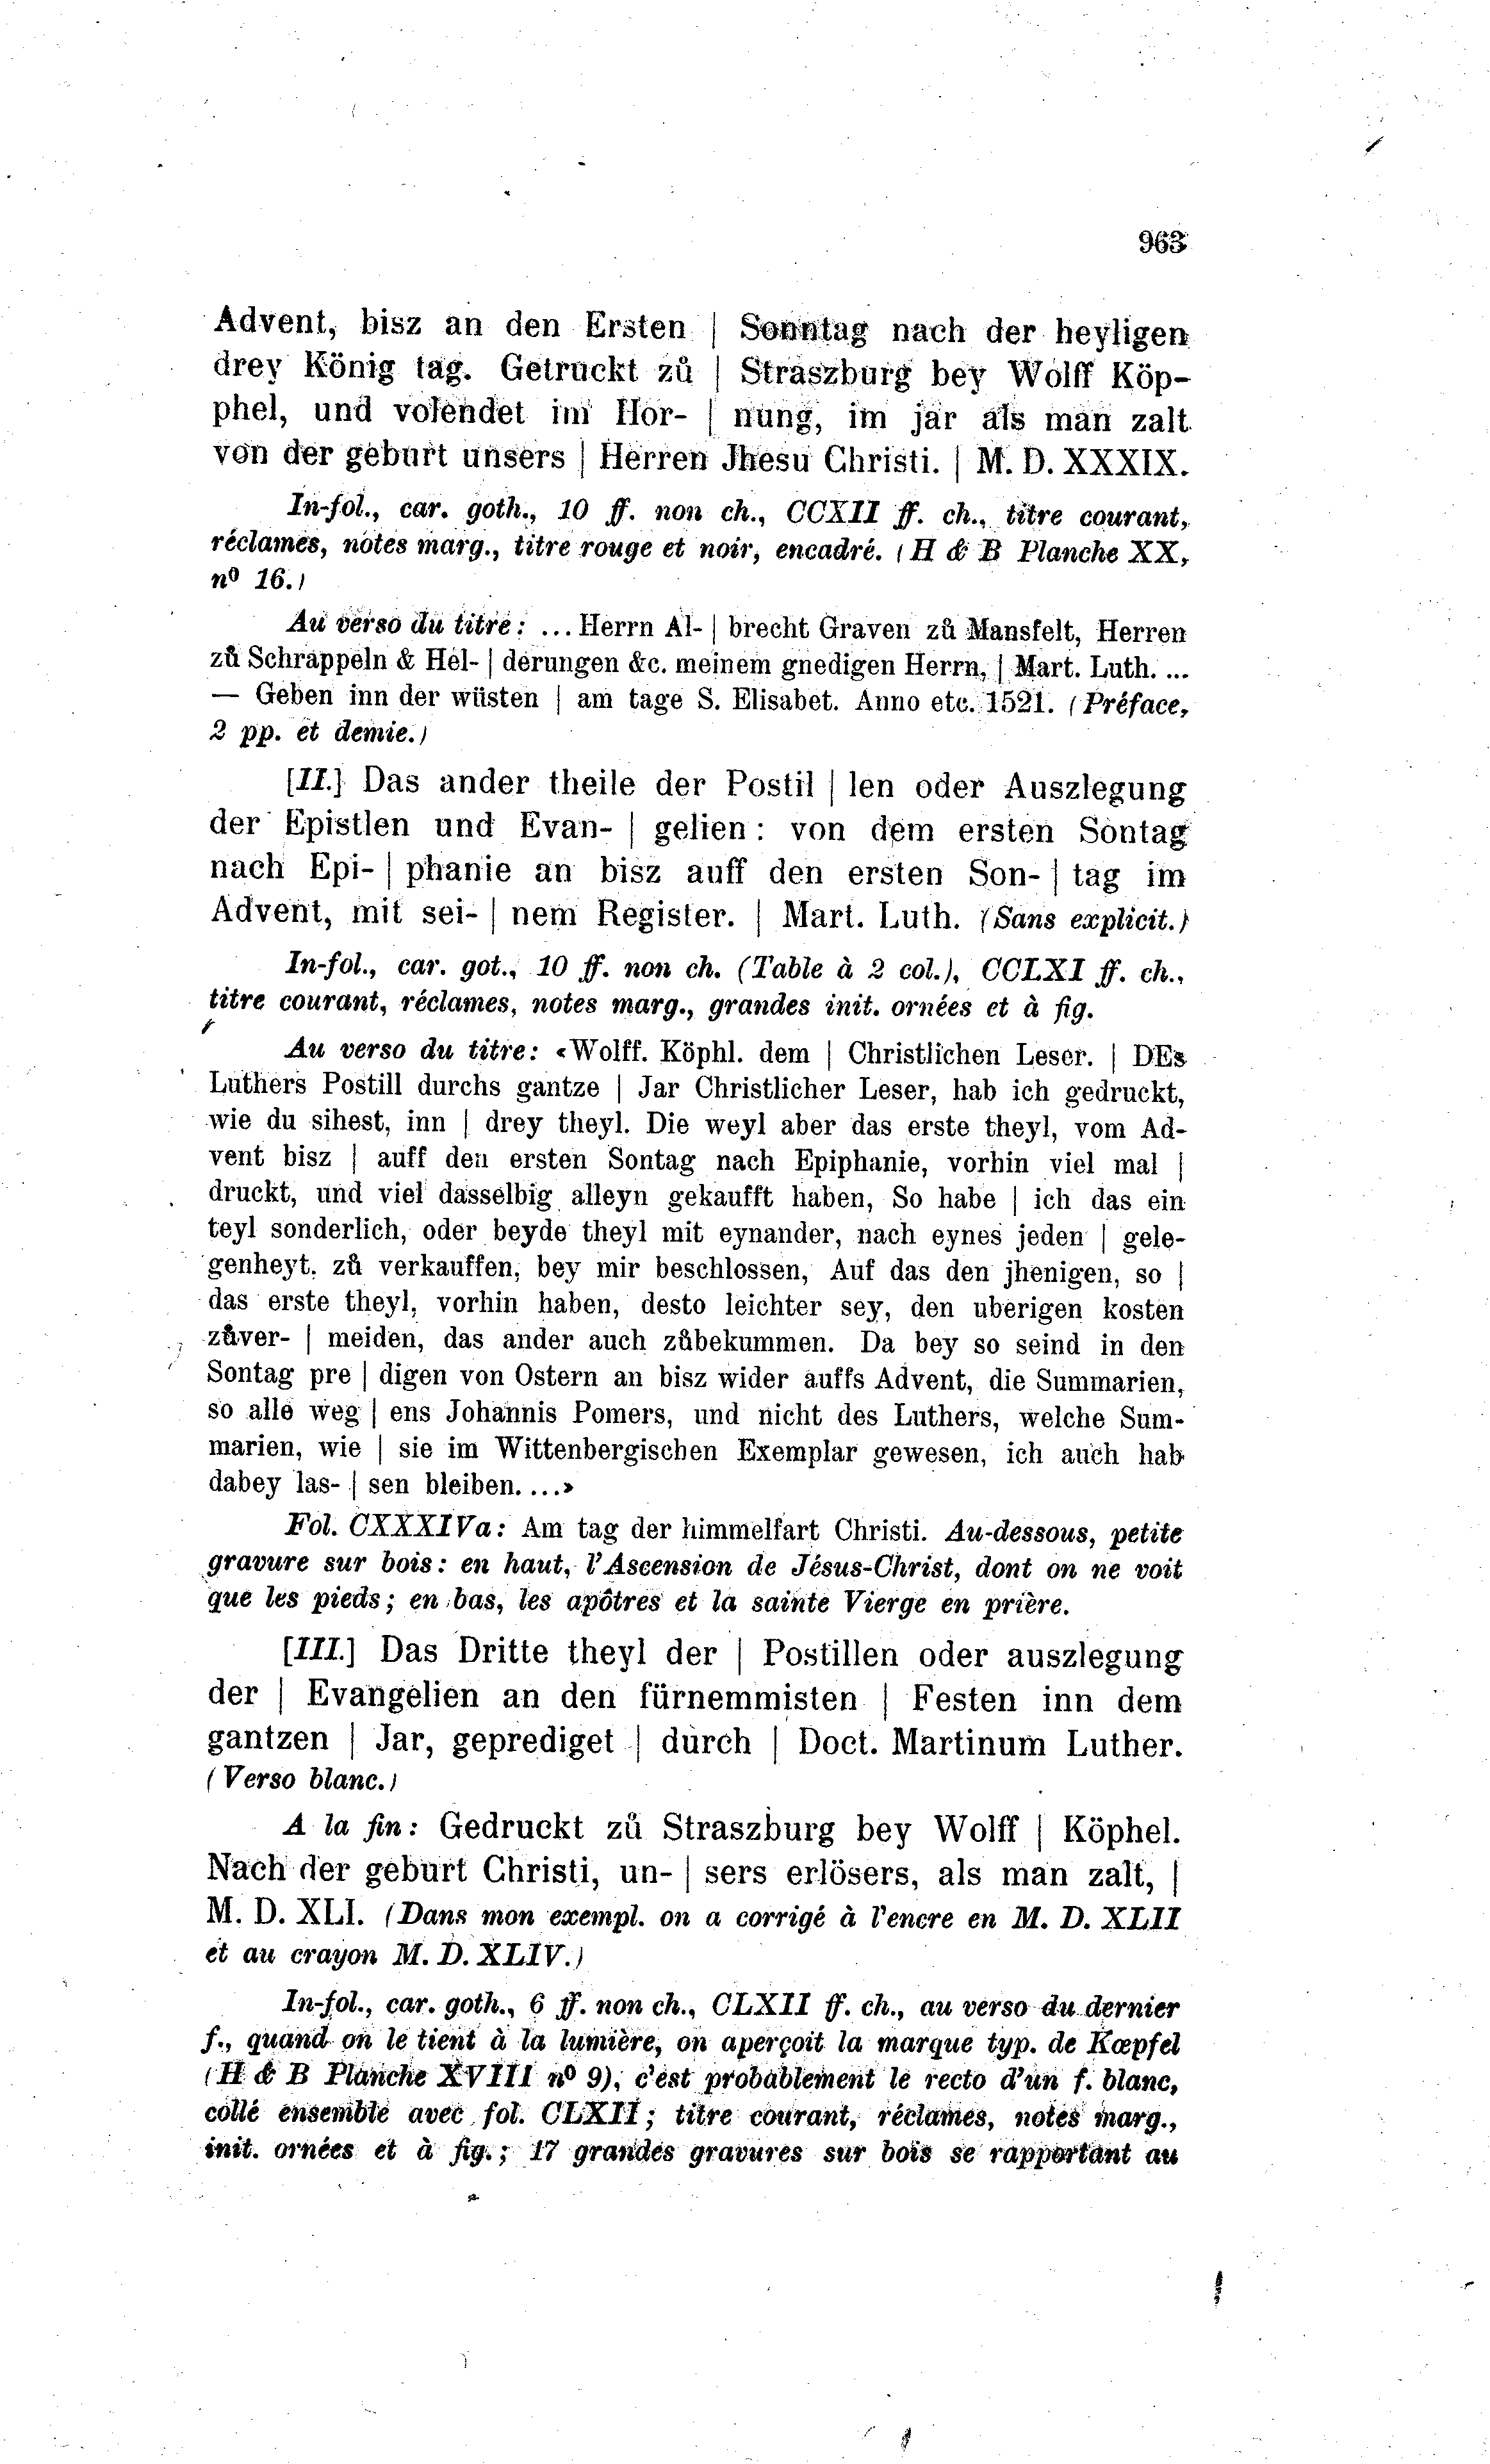 963
Advent, bisz an den Ersten | Sonntag nach der heyligen
drey König tag. Getruckt zů | Straszburg bey Wolff Köp-
phel, und volendet im Hor- | nung, im jar als man zalt
von der geburt unsers | Herren Jhesu Christi. | M. D. XXXIX.
In-fol., car. goth., 10 ff. non ch., CCXII ff. ch., titre courant,
réclames, notes marg., titre rouge et noir, encadré. (H & B Planche XX,
nº 16.)
Au verso du titre: ... Herrn Al- | brecht Graven zů Mansfelt, Herren
zů Schrappeln & Hel- | derungen &c. meinem gnedigen Herrn, | Mart. Luth. ...
— Geben inn der wüsten | am tage S. Elisabet. Anno etc. 1521. (Préface,
2 pp. et demie.)
[II.] Das ander theile der Postil | len oder Auszlegung
der Epistlen und Evan- | gelien: von dem ersten Sontag
nach Epi- | phanie an bisz auff den ersten Son- | tag im
Advent, mit sei- | nem Register. | Mart. Luth. (Sans explicit.)
In-fol., car. got., 10 ff. non ch. (Table à 2 col.), CCLXI ff. ch.,
titre courant, réclames, notes marg., grandes init. ornées et à fig.
Au verso du titre: «Wolff. Köphl. dem | Christlichen Leser. | DEs
Luthers Postill durchs gantze | Jar Christlicher Leser, hab ich gedruckt,
wie du sihest, inn | drey theyl. Die weyl aber das erste theyl, vom Ad-
vent bisz | auff den ersten Sontag nach Epiphanie, vorhin viel mal |
druckt, und viel dasselbig alleyn gekaufft haben, So habe | ich das ein
teyl sonderlich, oder beyde theyl mit eynander, nach eynes jeden | gele-
genheyt, zů verkauffen, bey mir beschlossen, Auf das den jhenigen, so |
das erste theyl, vorhin haben, desto leichter sey, den uberigen kosten
zůver- | meiden, das ander auch zůbekummen. Da bey so seind in den
Sontag pre | digen von Ostern an bisz wider auffs Advent, die Summarien,
so alle weg | ens Johannis Pomers, und nicht des Luthers, welche Sum-
marien, wie | sie im Wittenbergischen Exemplar gewesen, ich auch hab
dabey las- | sen bleiben. ...»
Fol. CXXXIVa: Am tag der himmelfart Christi. Au-dessous, petite
gravure sur bois: en haut, l'Ascension de Jésus-Christ, dont on ne voit
que les pieds; en bas, les apôtres et la sainte Vierge en prière.
[III.] Das Dritte theyl der | Postillen oder auszlegung
der | Evangelien an den fürnemmisten | Festen inn dem
gantzen | Jar, geprediget | durch | Doct. Martinum Luther.
(Verso blanc.)
A la fin: Gedruckt zů Straszburg bey Wolff | Köphel.
Nach der geburt Christi, un- | sers erlösers, als man zalt, |
M. D. XLI. (Dans mon exempl. on a corrigé à l'encre en M. D. XLII
et au crayon M. D. XLIV.)
In-fol., car. goth., 6 ff. non ch., CLXII ff. ch., au verso du dernier
f., quand on le tient à la lumière, on aperçoit la marque typ. de Kœpfel
(H & B Planche XVIII nº 9), c'est probablement le recto d'un f. blanc,
collé ensemble avec fol. CLXII; titre courant, réclames, notes marg.,
init. ornées et à fig.; 17 grandes gravures sur bois se rapportant au